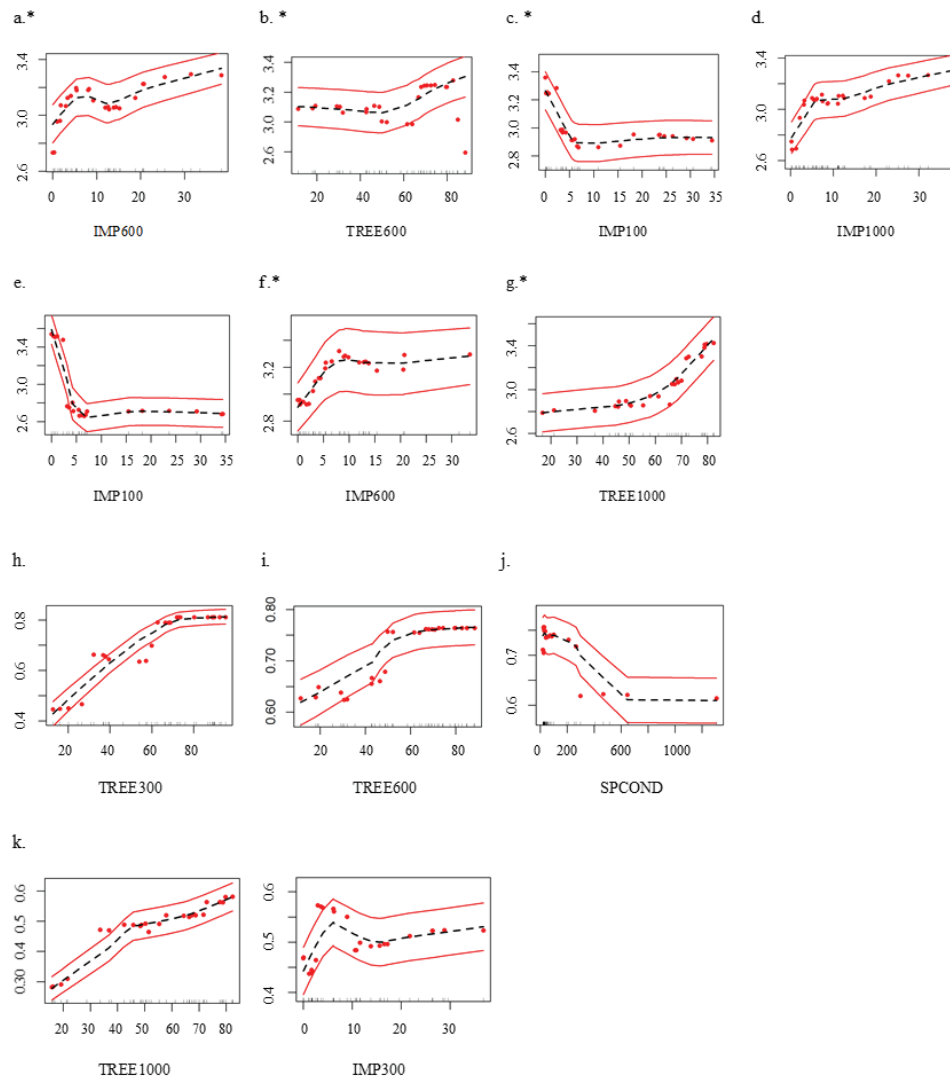 a.*
3.4
3.0
2.6
0 10 20 30
IMP600
b. *
3.4
3.0
2.6
20 40 60 80
TREE600
c. *
3.4
3.2
3.0
2.8
0 5 10 15 20 25 30 35
IMP100
d.
3.4
3.0
2.6
0 10 20 30
IMP1000
e.
3.4
3.0
2.6
0 5 10 15 20 25 30 35
IMP100
f.*
3.2
2.8
0 5 10 15 20 25 30
IMP600
g.*
3.4
3.0
2.6
20 30 40 50 60 70 80
TREE1000
h.
0.8
0.6
0.4
20 40 60 80
TREE300
i.
0.80
0.70
0.60
20 40 60 80
TREE600
j.
0.7
0.6
0 200 600 1000
SPCOND
k.
0.5
0.4
0.30
20 30 40 50 60 70 80
TREE1000
0.6
0.5
0.4
0 10 20 30
IMP300